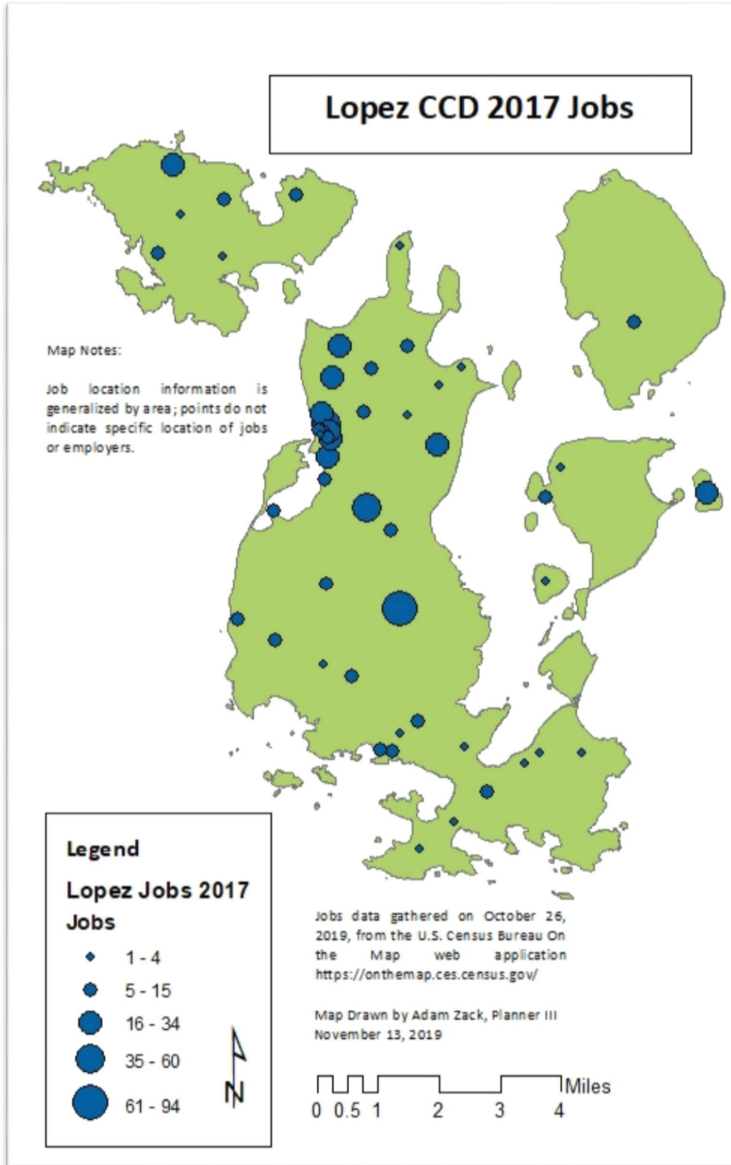 Lopez CCD 2017 Jobs
Map Notes:
Job location information is
generalized by area; points do not
indicate specific location of jobs
or employers.
Legend
Lopez Jobs 2017
Jobs
1 - 4
5 - 15
16 - 34
35 - 60
61 - 94
N
Jobs data gathered on October 26,
2019, from the U.S. Census Bureau On
the Map web application
https://onthemap.ces.census.gov/
Map Drawn by Adam Zack, Planner III
November 13, 2019
Miles
0 0.5 1 2 3 4